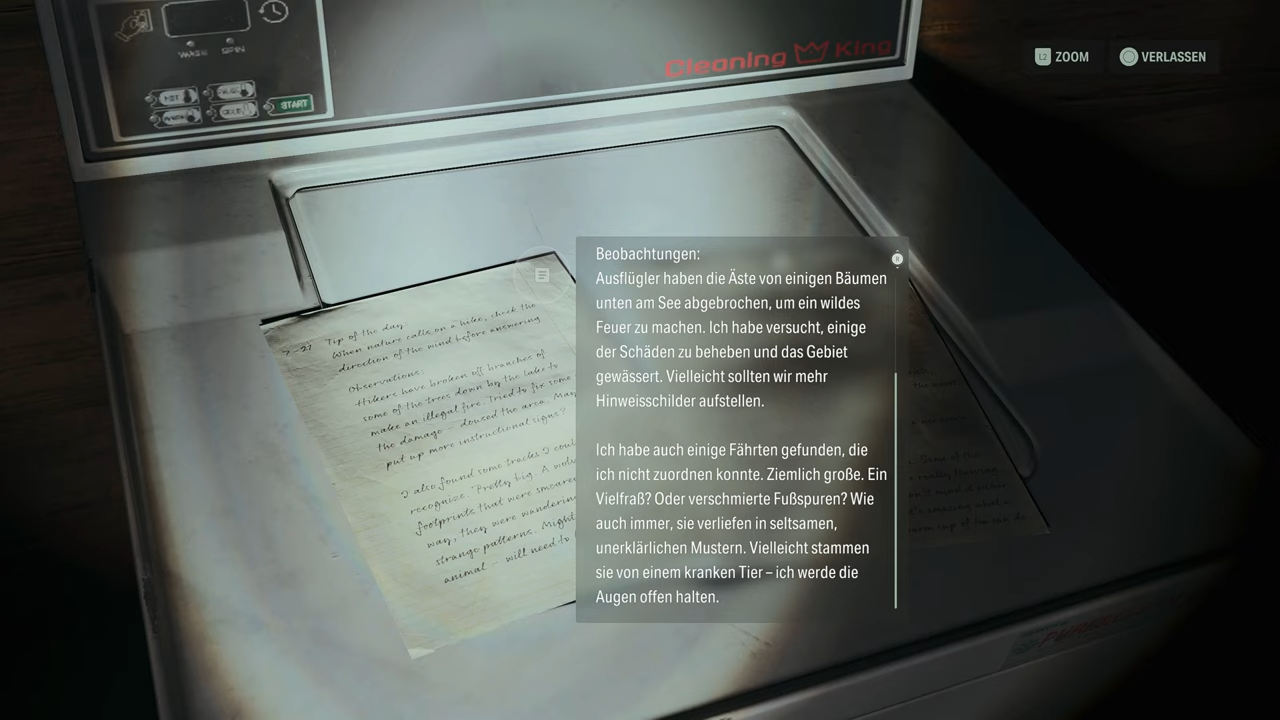 WASH SPIN
START
Cleaning King
L2 ZOOM
VERLASSEN
Tip of the day:
When nature calls on a hike, check the
direction of the wind before answering
Observations:
Hikers have broken off branches of
some of the trees down by the lake to
make an illegal fire. Tried to fix some
the damage – doused the area.
put up more instructional signs?
I also found some tracks I
recognize. Pretty big. A
footprints that were smeared
way, they were wandering
strange patterns. Might
animal – will need to
Beobachtungen:
Ausflügler haben die Äste von einigen Bäumen
unten am See abgebrochen, um ein wildes
Feuer zu machen. Ich habe versucht, einige
der Schäden zu beheben und das Gebiet
gewässert. Vielleicht sollten wir mehr
Hinweisschilder aufstellen.
Ich habe auch einige Fährten gefunden, die
ich nicht zuordnen konnte. Ziemlich große. Ein
Vielfraß? Oder verschmierte Fußspuren? Wie
auch immer, sie verliefen in seltsamen,
unerklärlichen Mustern. Vielleicht stammen
sie von einem kranken Tier – ich werde die
Augen offen halten.
R